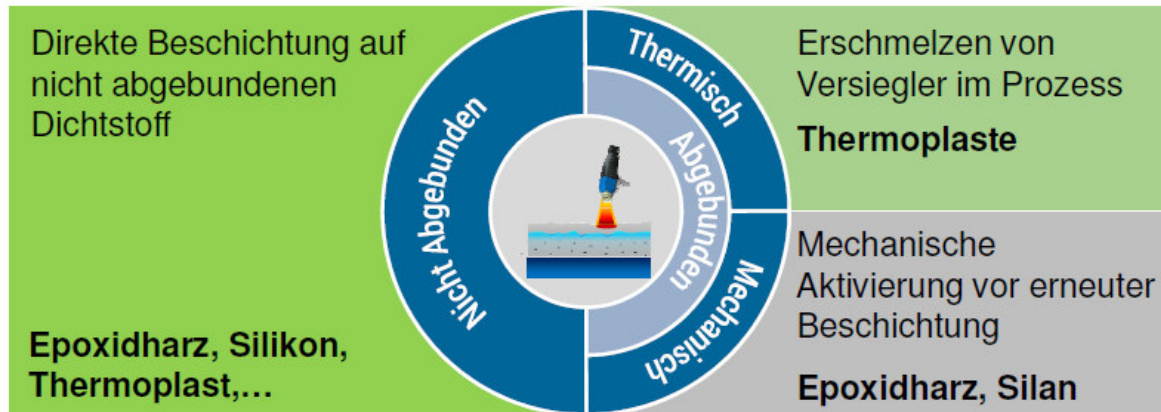 Direkte Beschichtung auf
nicht abgebundenen
Dichtstoff
Epoxidharz, Silikon,
Thermoplast,...
Nicht Abgebunden
Thermisch
Abgebunden
Mechanisch
Erschmelzen von
Versiegler im Prozess
Thermoplaste
Mechanische
Aktivierung vor erneuter
Beschichtung
Epoxidharz, Silan